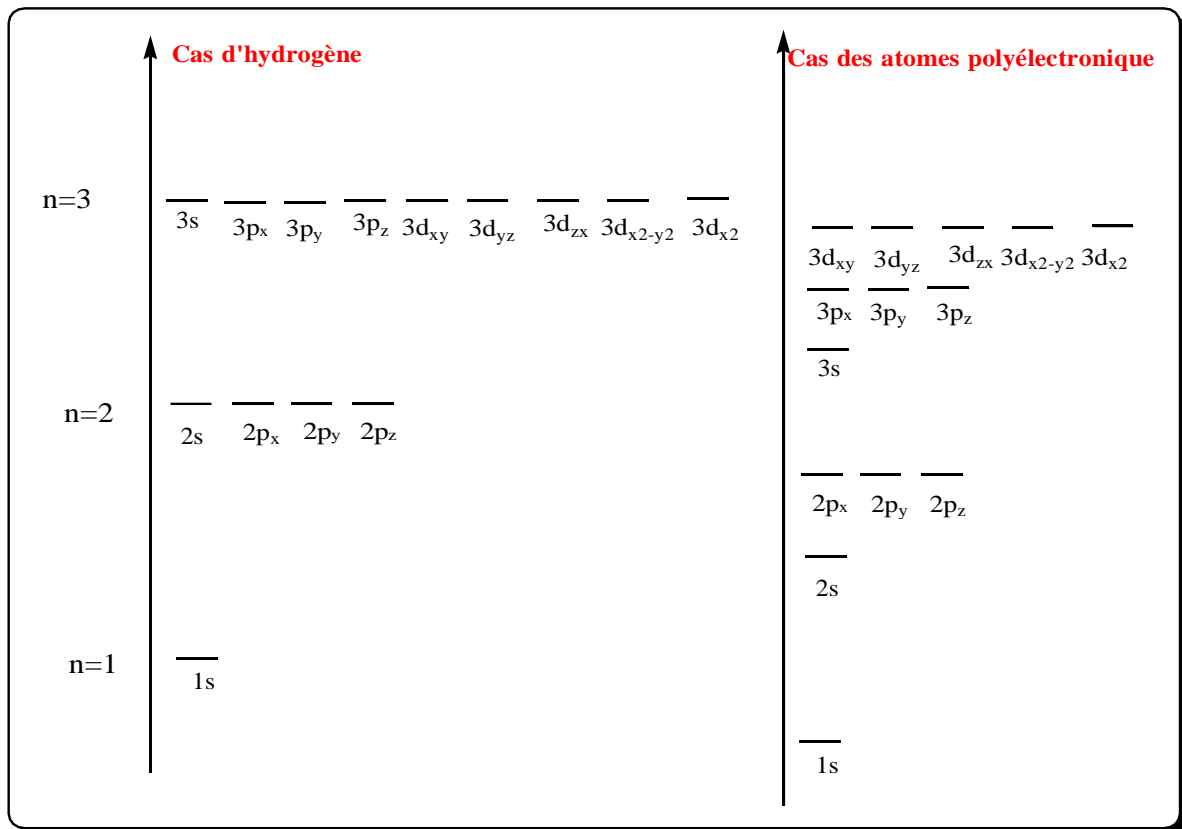 Cas d'hydrogène
Cas des atomes polyélectronique
n=3
3s 3px 3py 3pz 3dxy 3dyz 3dzx 3dx2-y2 3dx2
3dxy 3dyz 3dzx 3dx2-y2 3dx2
3px 3py 3pz
3s
n=2
2s 2px 2py 2pz
2px 2py 2pz
2s
n=1
1s
1s